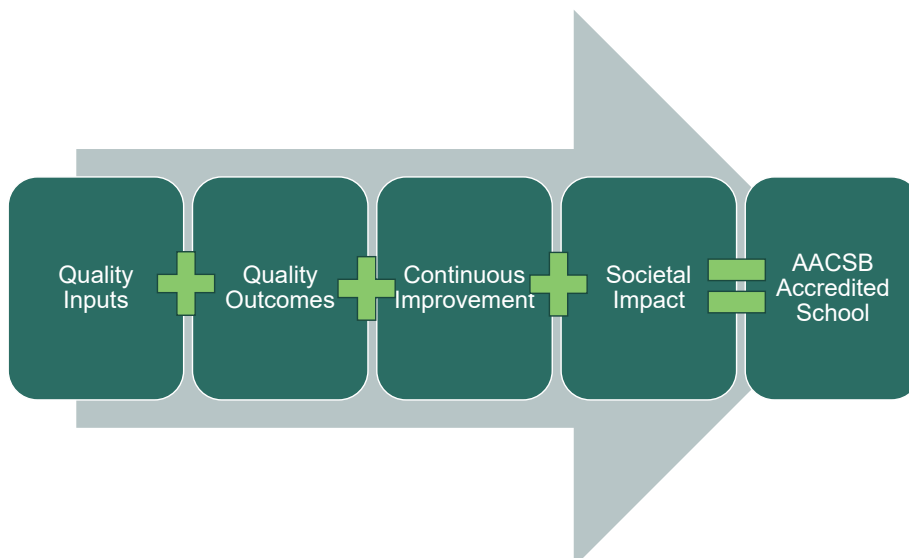 Quality
Inputs
Quality
Outcomes
Continuous
Improvement
Societal
Impact
AACSB
Accredited
School